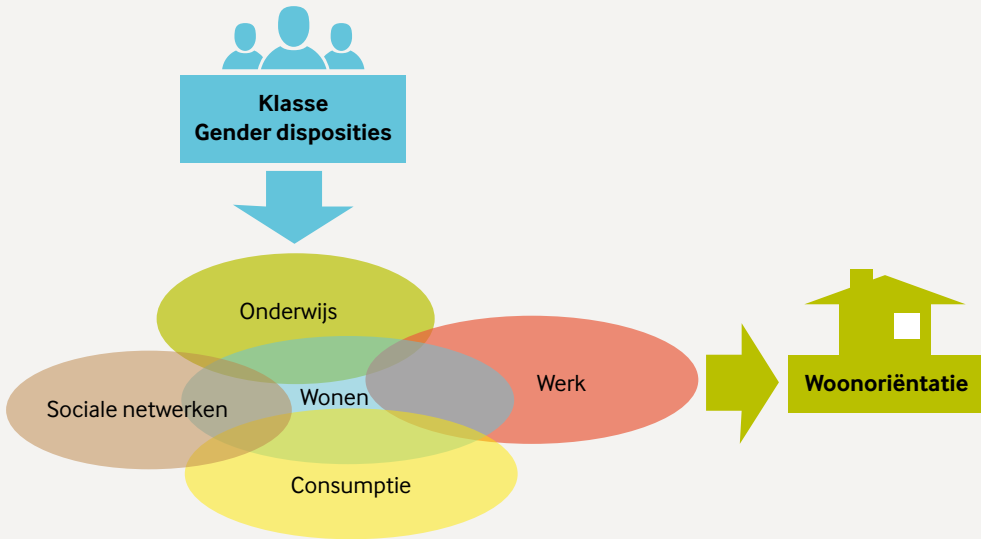 Klasse
Gender disposities
Onderwijs
Werk
Woonoriëntatie
Wonen
Sociale netwerken
Consumptie